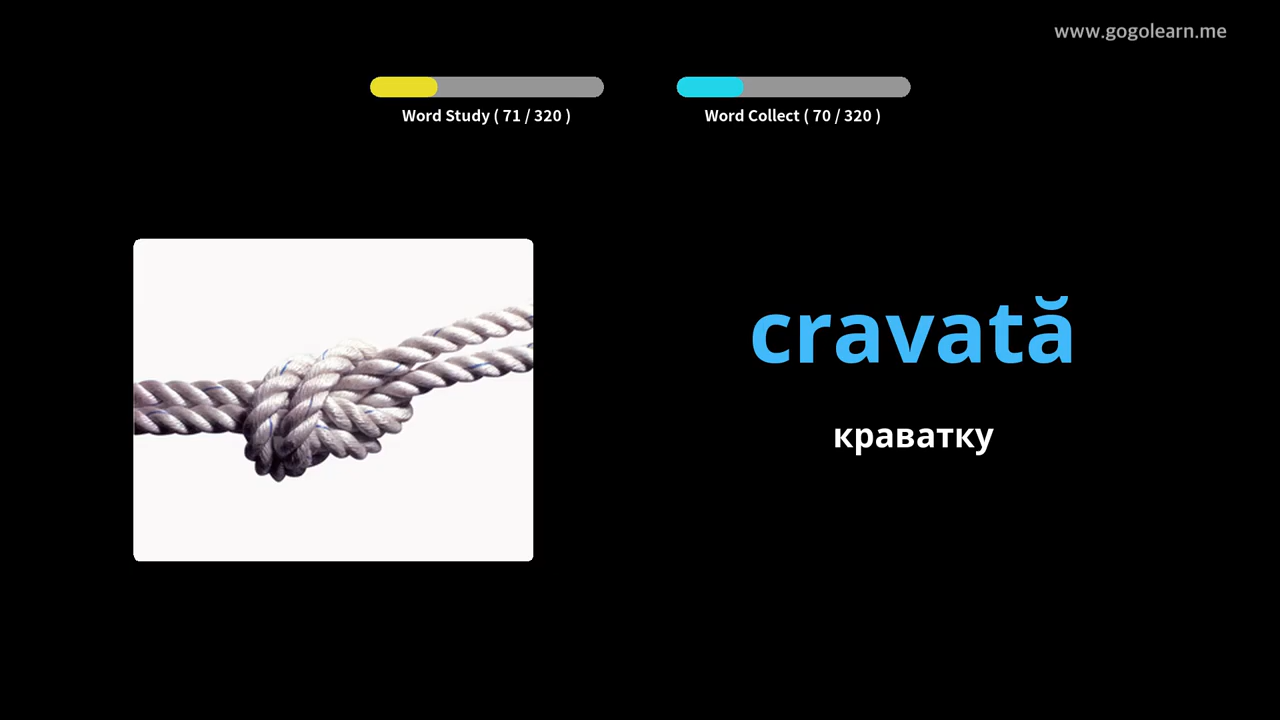 www.gogolearn.me
Word Study ( 71 / 320 )
Word Collect ( 70 / 320 )
cravată
краватку